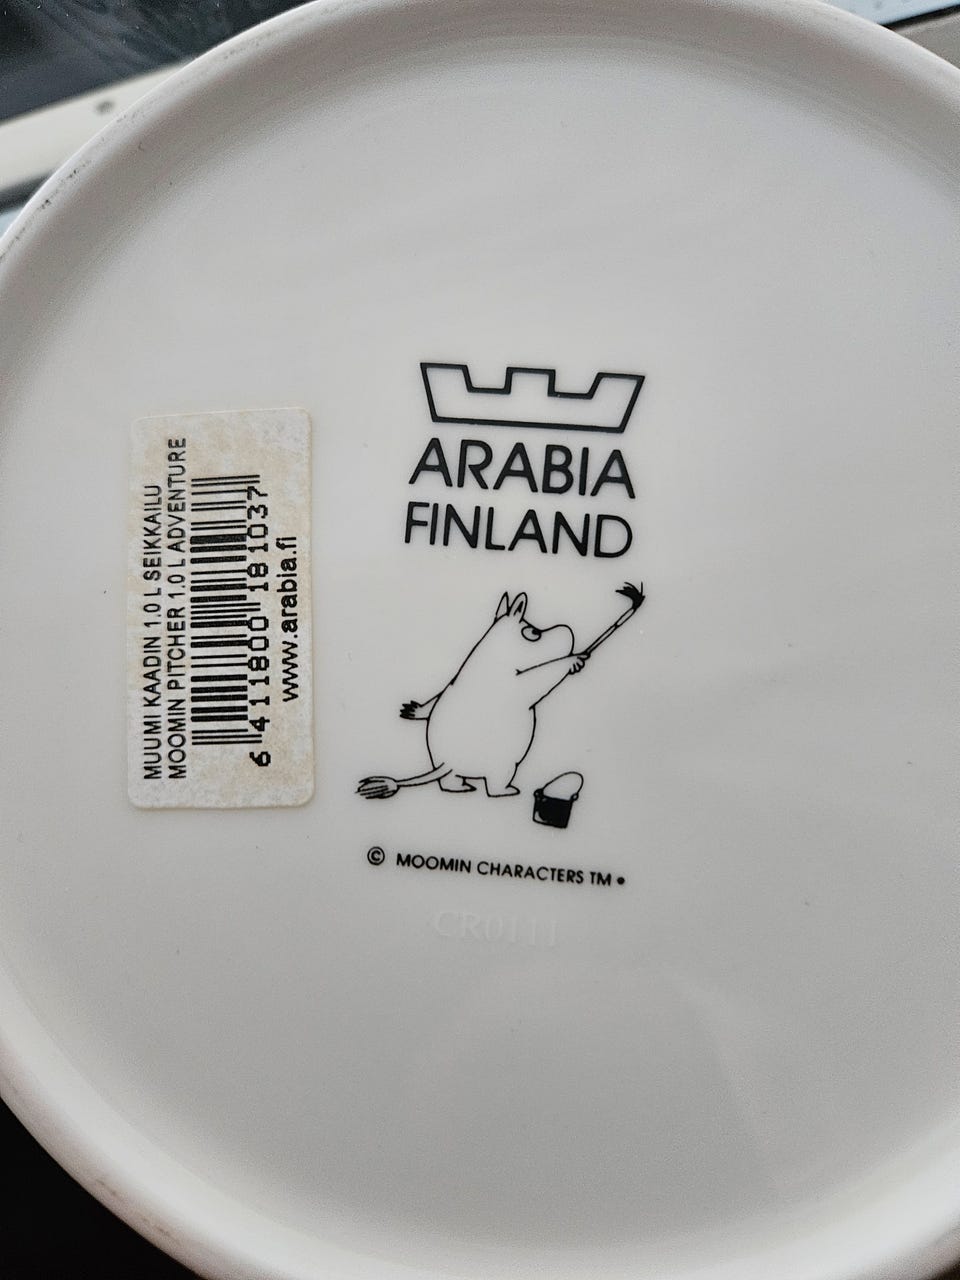 ARABIA
FINLAND
© MOOMIN CHARACTERS TM
CR0111
MUUMI KAADIN 1.0 L SEIKKAILU
MOOMIN PITCHER 1.0 L ADVENTURE
6 411800 181037
www.arabia.fi